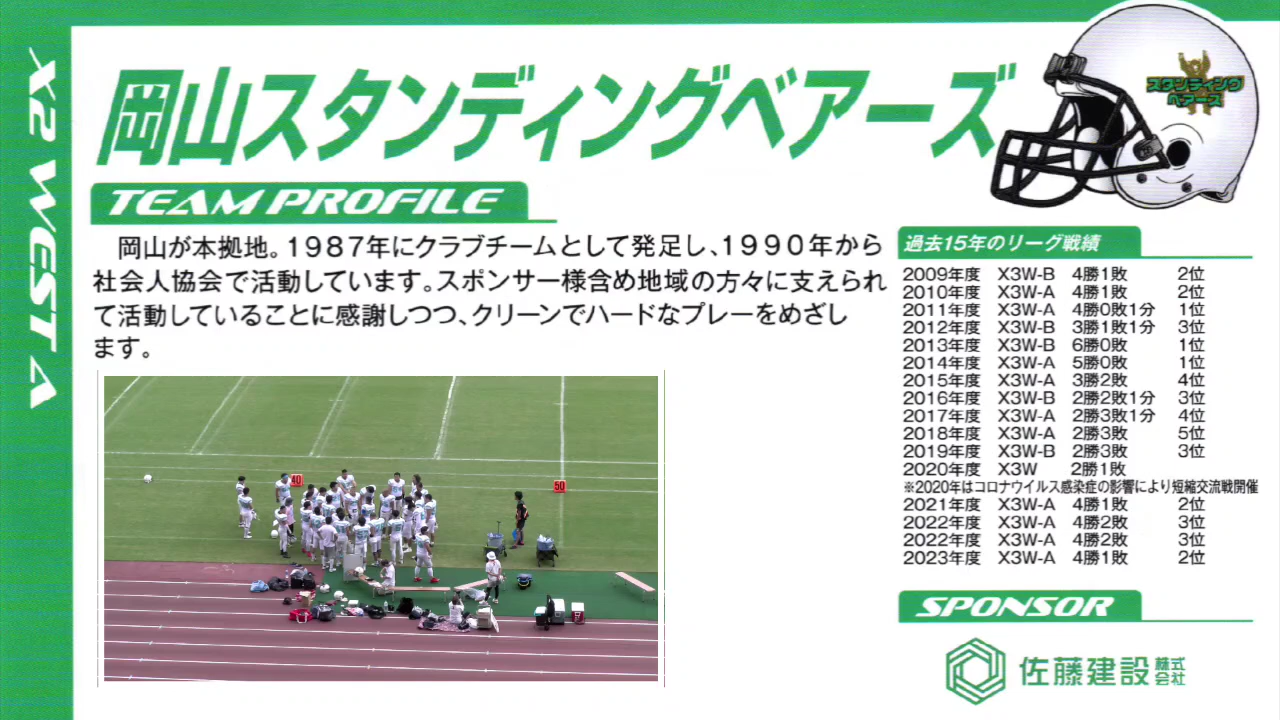 X2 WEST A
岡山スタンディングベアーズ
スタンディング
ベアーズ
TEAM PROFILE
　岡山が本拠地。1987年にクラブチームとして発足し、1990年から
社会人協会で活動しています。スポンサー様含め地域の方々に支えられ
て活動していることに感謝しつつ、クリーンでハードなプレーをめざし
ます。
40
50
過去15年のリーグ戦績
2009年度 X3W-B 4勝1敗 2位
2010年度 X3W-A 4勝1敗 2位
2011年度 X3W-A 4勝0敗1分 1位
2012年度 X3W-B 3勝1敗1分 3位
2013年度 X3W-B 6勝0敗 1位
2014年度 X3W-A 5勝0敗 1位
2015年度 X3W-A 3勝2敗 4位
2016年度 X3W-B 2勝2敗1分 3位
2017年度 X3W-A 2勝3敗1分 4位
2018年度 X3W-A 2勝3敗 5位
2019年度 X3W-B 2勝3敗 3位
2020年度 X3W 2勝1敗
※2020年はコロナウイルス感染症の影響により短縮交流戦開催
2021年度 X3W-A 4勝1敗 2位
2022年度 X3W-A 4勝2敗 3位
2022年度 X3W-A 4勝2敗 3位
2023年度 X3W-A 4勝1敗 2位
SPONSOR
佐藤建設株式会社